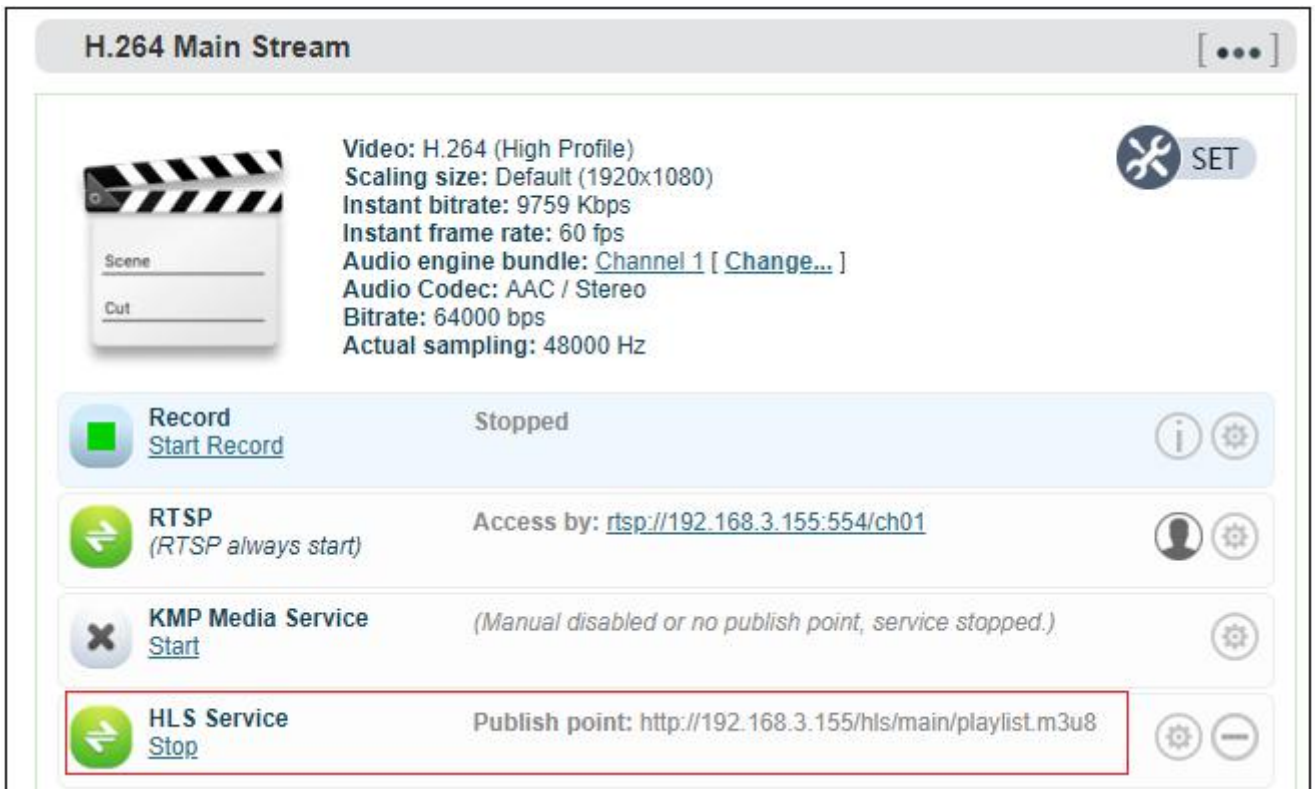 H.264 Main Stream
[•••]
Video: H.264 (High Profile)
SET
Scaling size: Default (1920x1080)
Instant bitrate: 9759 Kbps
Instant frame rate: 60 fps
Scene
Audio engine bundle: Channel 1 [ Change... ]
Audio Codec: AAC / Stereo
Cut
Bitrate: 64000 bps
Actual sampling: 48000 Hz
Record
Stopped
Start Record
RTSP
Access by: rtsp://192.168.3.155:554/ch01
(RTSP always start)
KMP Media Service
(Manual disabled or no publish point, service stopped.)
Start
HLS Service
Publish point: http://192.168.3.155/hls/main/playlist.m3u8
Stop